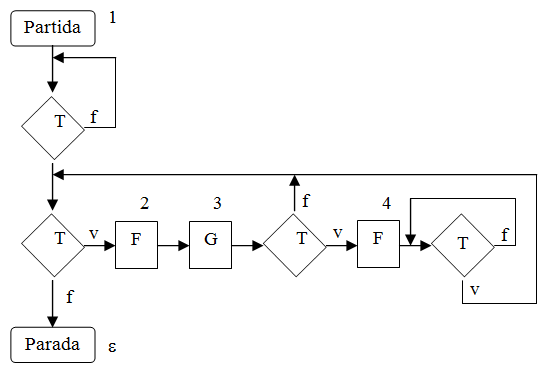 Partida 1
T f
f
2 3 4
T v F G T v F T f
f v
Parada ε